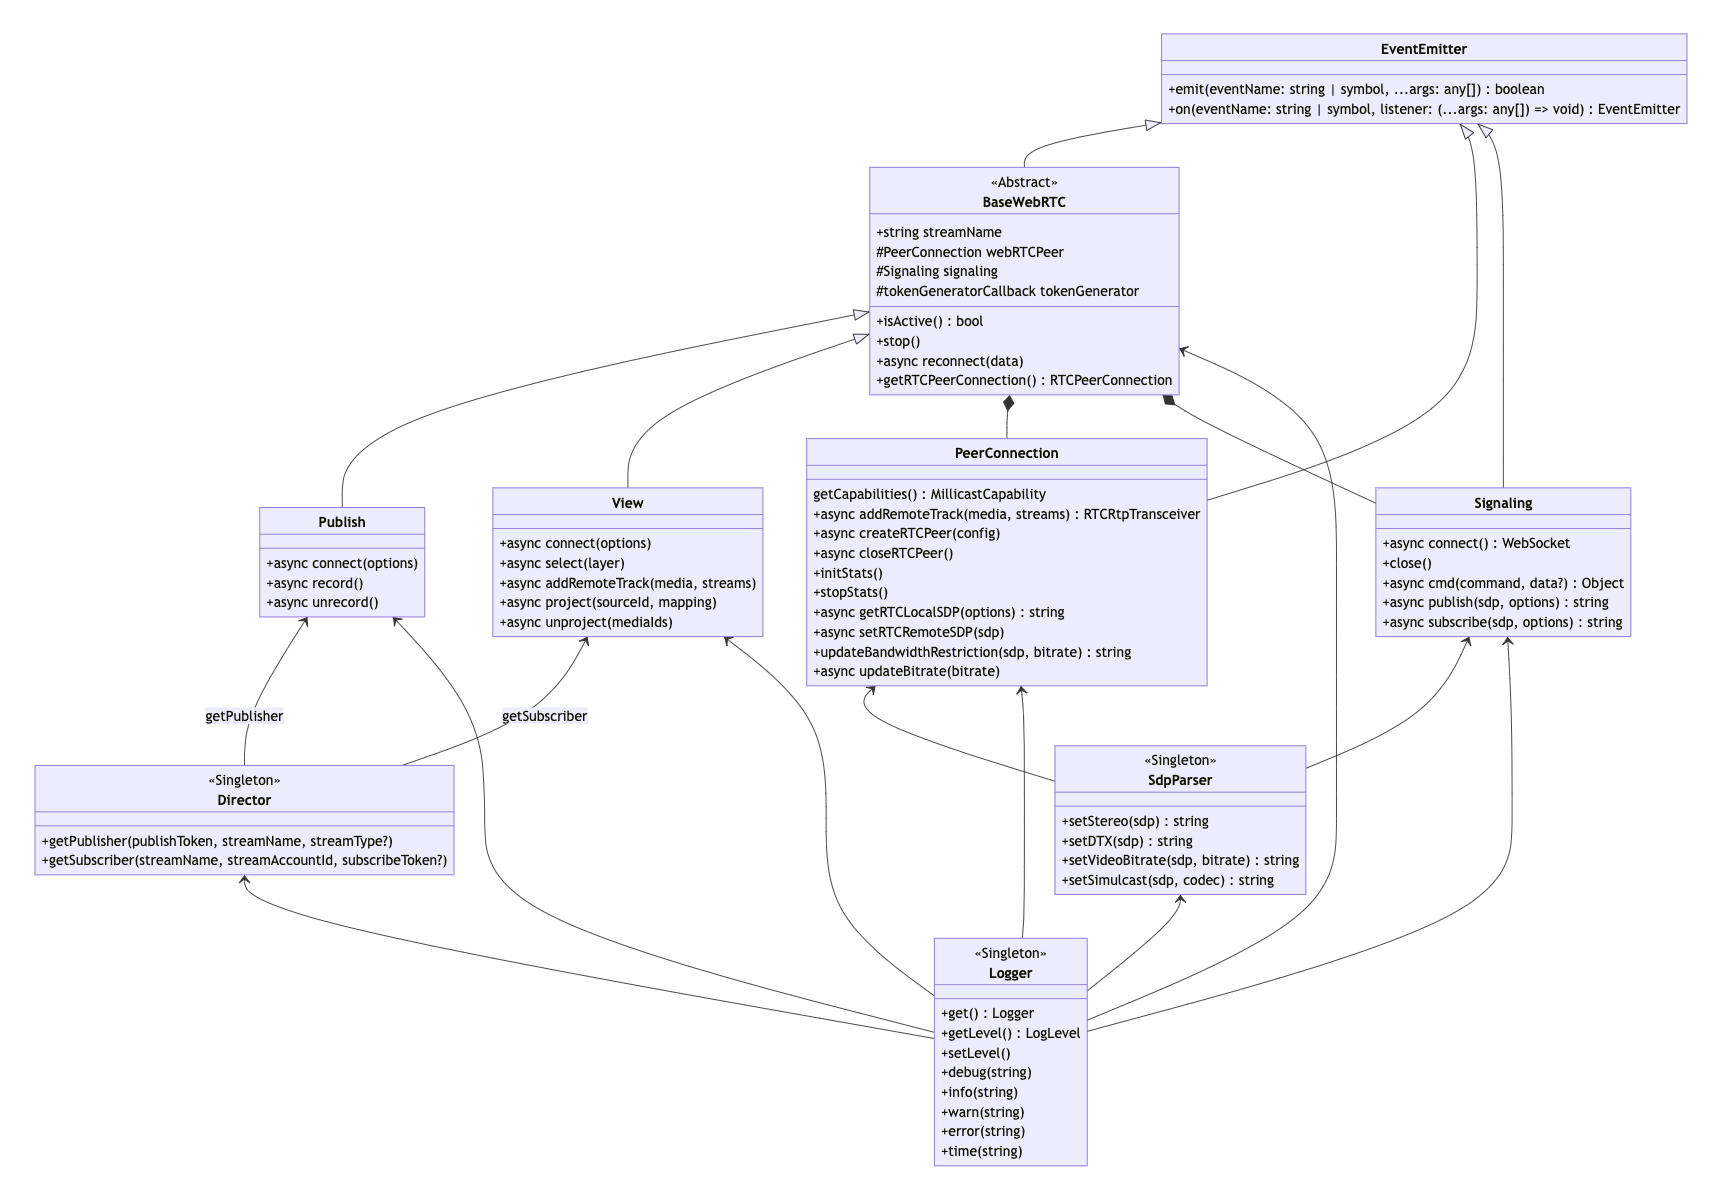 EventEmitter
+emit(eventName: string | symbol, ...args: any[]) : boolean
+on(eventName: string | symbol, listener: (...args: any[]) => void) : EventEmitter
«Abstract»
BaseWebRTC
+string streamName
#PeerConnection webRTCPeer
#Signaling signaling
#tokenGeneratorCallback tokenGenerator
+isActive() : bool
+stop()
+async reconnect(data)
+getRTCPeerConnection() : RTCPeerConnection
Publish
+async connect(options)
+async record()
+async unrecord()
View
+async connect(options)
+async select(layer)
+async addRemoteTrack(media, streams)
+async project(sourceId, mapping)
+async unproject(mediaIds)
PeerConnection
getCapabilities() : MillicastCapability
+async addRemoteTrack(media, streams) : RTCRtpTransceiver
+async createRTCPeer(config)
+async closeRTCPeer()
+initStats()
+stopStats()
+async getRTCLocalSDP(options) : string
+async setRTCRemoteSDP(sdp)
+updateBandwidthRestriction(sdp, bitrate) : string
+async updateBitrate(bitrate)
Signaling
+async connect() : WebSocket
+close()
+async cmd(command, data?) : Object
+async publish(sdp, options) : string
+async subscribe(sdp, options) : string
getPublisher
getSubscriber
«Singleton»
Director
+getPublisher(publishToken, streamName, streamType?)
+getSubscriber(streamName, streamAccountId, subscribeToken?)
«Singleton»
SdpParser
+setStereo(sdp) : string
+setDTX(sdp) : string
+setVideoBitrate(sdp, bitrate) : string
+setSimulcast(sdp, codec) : string
«Singleton»
Logger
+get() : Logger
+getLevel() : LogLevel
+setLevel()
+debug(string)
+info(string)
+warn(string)
+error(string)
+time(string)